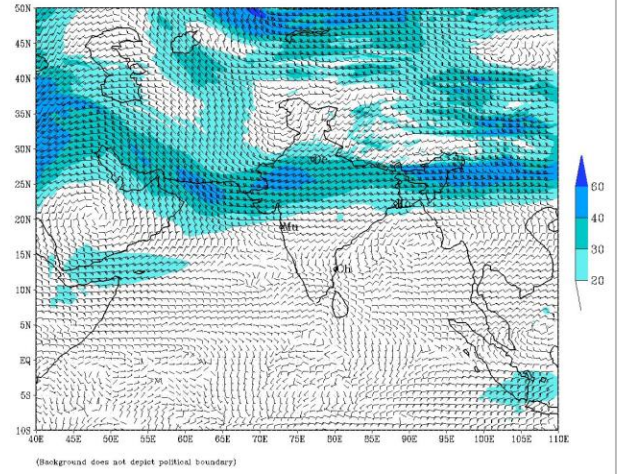 50N
45N
40N
35N
De
30N
60
25N
40
20N
Mu
30
15N
Chi
20
10N
5N
EQ
5S
10S
40E 45E 50E 55E 60E 65E 70E 75E 80E 85E 90E 95E 100E 105E 110E
(Background does not depict political boundary)